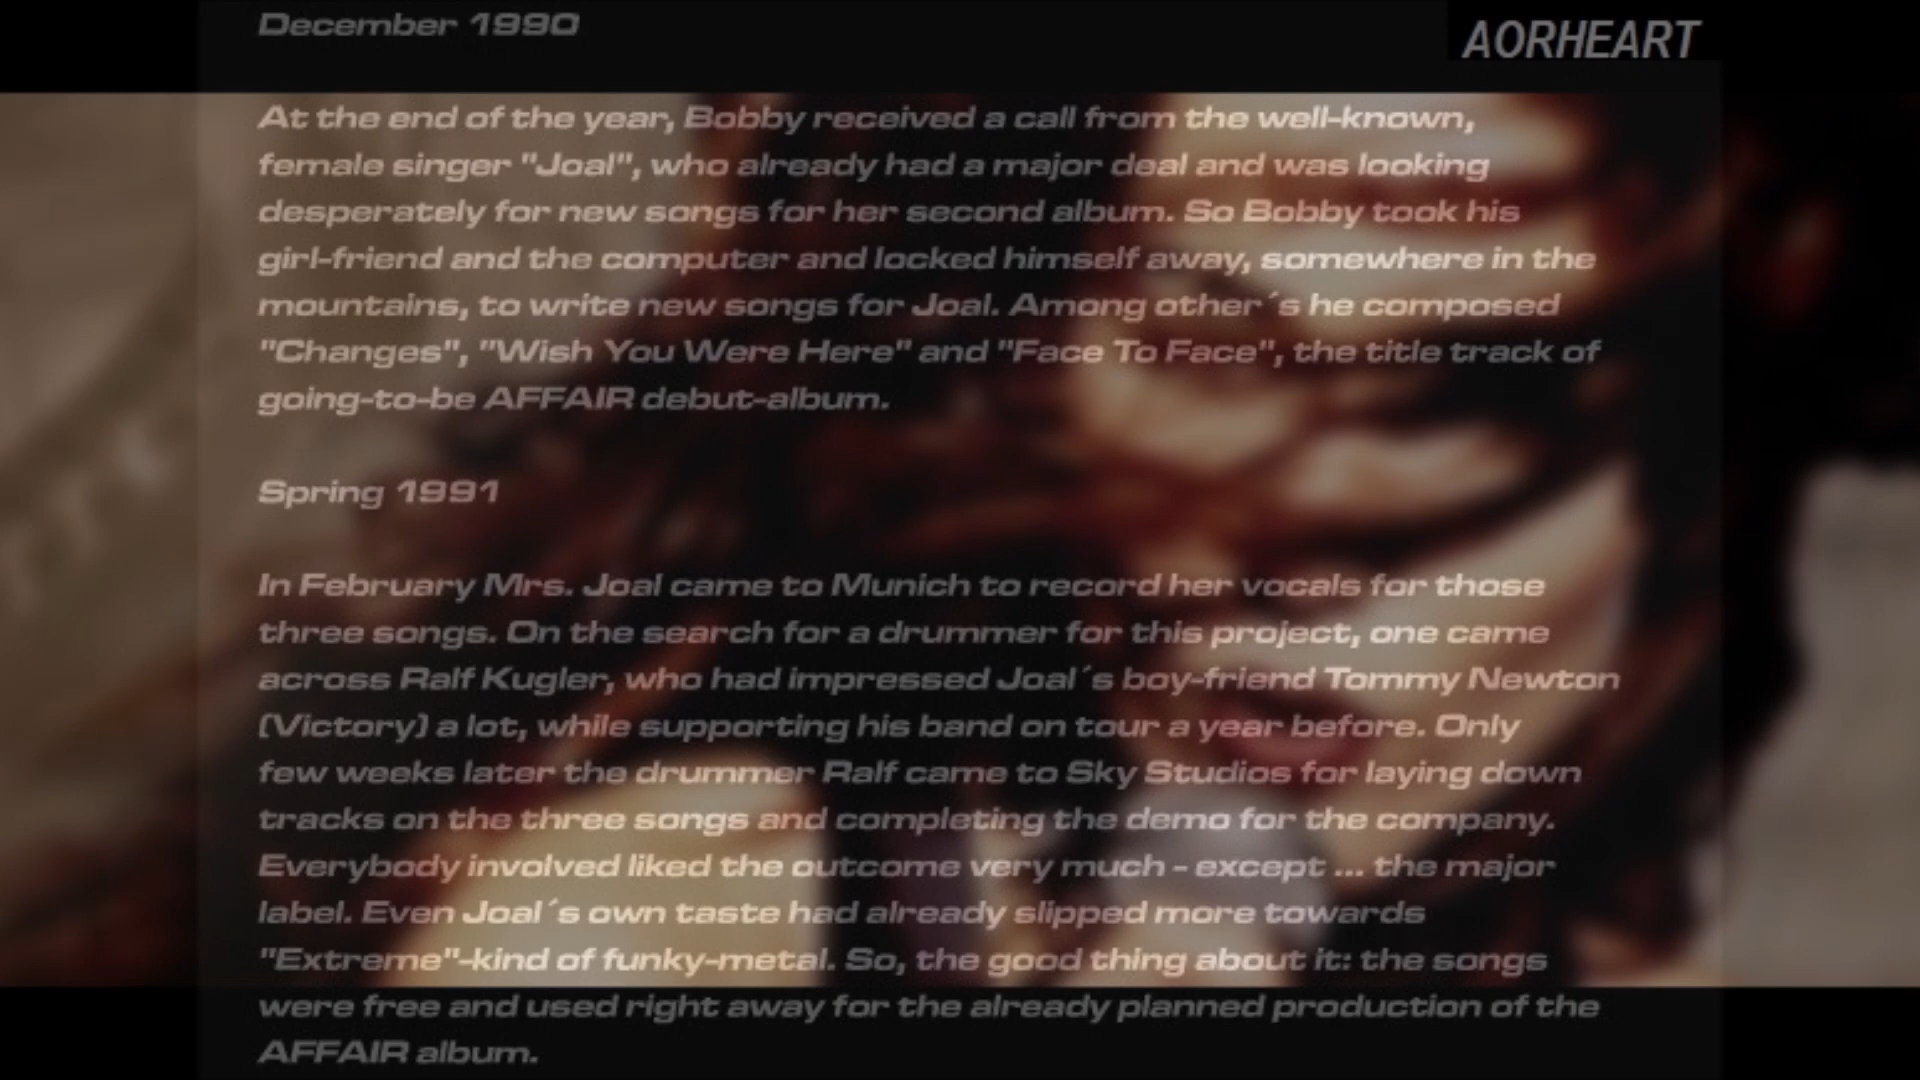 December 1990
AORHEART
At the end of the year, Bobby received a call from the well-known,
female singer "Joal", who already had a major deal and was looking
desperately for new songs for her second album. So Bobby took his
girl-friend and the computer and locked himself away, somewhere in the
mountains, to write new songs for Joal. Among other´s he composed
"Changes", "Wish You Were Here" and "Face To Face", the title track of
going-to-be AFFAIR debut-album.
Spring 1991
In February Mrs. Joal came to Munich to record her vocals for those
three songs. On the search for a drummer for this project, one came
across Ralf Kugler, who had impressed Joal´s boy-friend Tommy Newton
(Victory) a lot, while supporting his band on tour a year before. Only
few weeks later the drummer Ralf came to Sky Studios for laying down
tracks on the three songs and completing the demo for the company.
Everybody involved liked the outcome very much - except ... the major
label. Even Joal´s own taste had already slipped more towards
"Extreme"-kind of funky-metal. So, the good thing about it: the songs
were free and used right away for the already planned production of the
AFFAIR album.